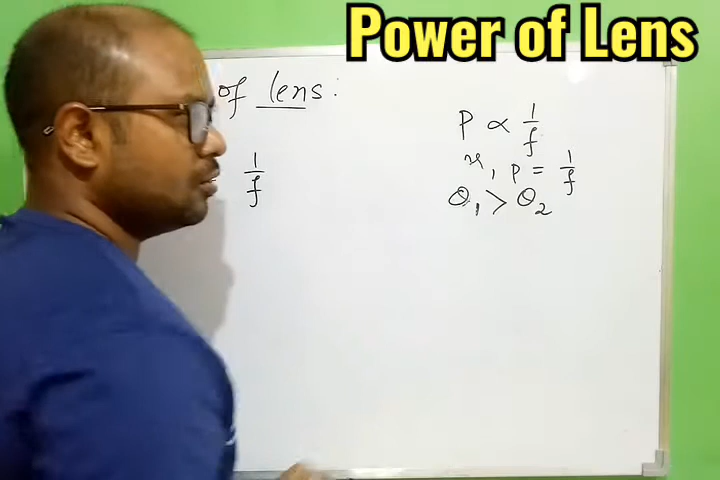 Power of Lens
of lens :
1/f
P ∝ 1/f
P = 1/f
θ₁ > θ₂